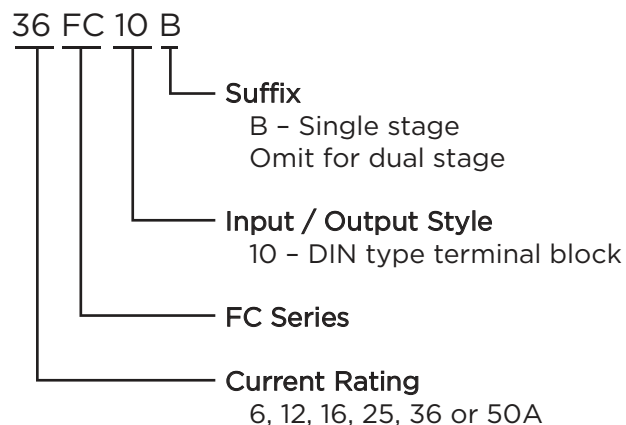 36 FC 10 B
Suffix
B – Single stage
Omit for dual stage
Input / Output Style
10 – DIN type terminal block
FC Series
Current Rating
6, 12, 16, 25, 36 or 50A